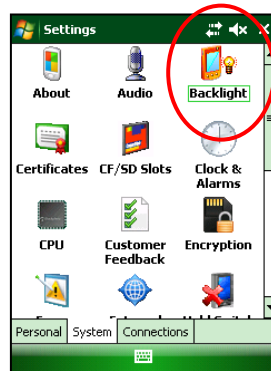 Settings
About Audio Backlight
Certificates CF/SD Slots Clock &
Alarms
CPU Customer Encryption
Feedback
Personal System Connections